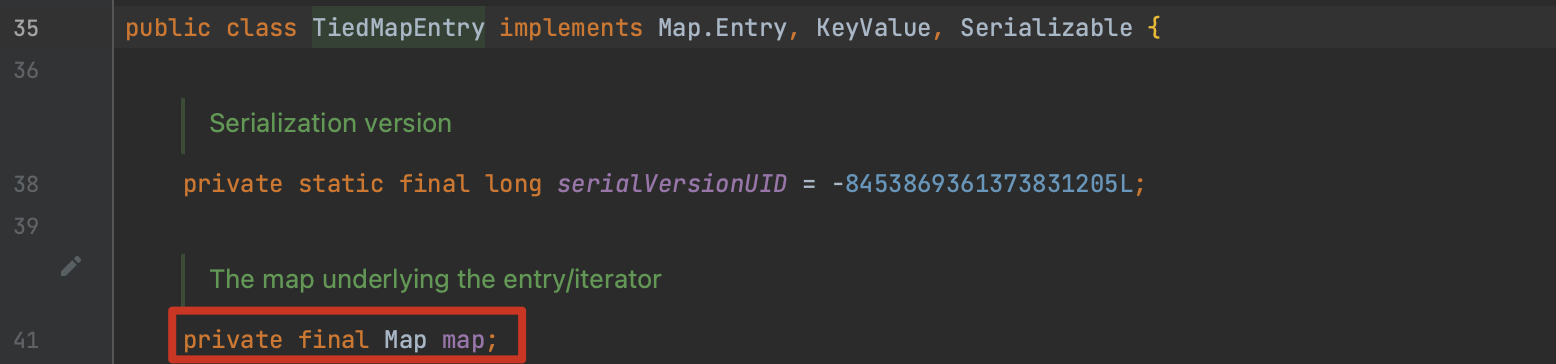 35 public class TiedMapEntry implements Map.Entry, KeyValue, Serializable {
36
Serialization version
38 private static final long serialVersionUID = -8453869361373831205L;
39
The map underlying the entry/iterator
41 private final Map map;